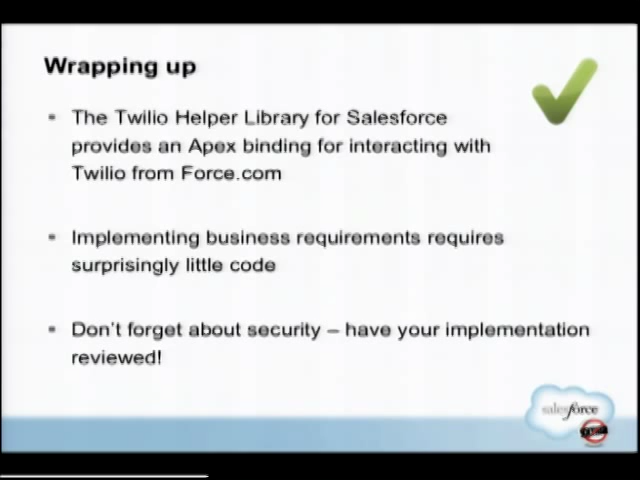 Wrapping up
• The Twilio Helper Library for Salesforce
provides an Apex binding for interacting with
Twilio from Force.com
• Implementing business requirements requires
surprisingly little code
• Don't forget about security – have your implementation
reviewed!
salesforce